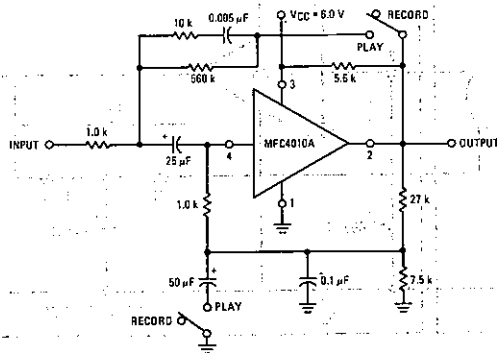 10 k
0.005 µF
VCC = 6.0 V
RECORD
PLAY
560 k
5.6 k
3
INPUT
1.0 k
+
25 µF
4
MFC4010A
2
OUTPUT
1
1.0 k
27 k
50 µF
+
0.1 µF
7.5 k
PLAY
RECORD